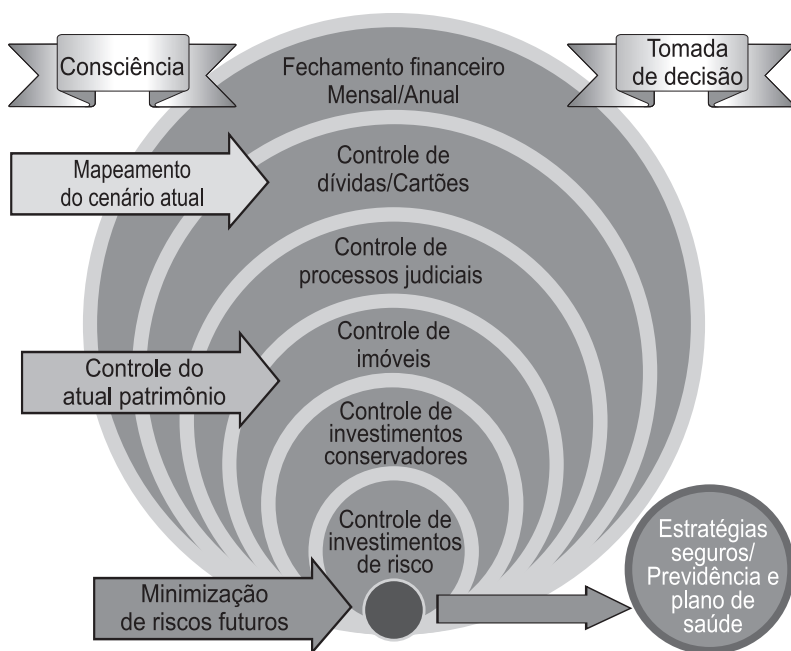 Consciência
Tomada
de decisão
Fechamento financeiro
Mensal/Anual
Mapeamento
do cenário atual
Controle de
dívidas/Cartões
Controle de
processos judiciais
Controle do
atual patrimônio
Controle de
imóveis
Controle de
investimentos
conservadores
Controle de
investimentos
de risco
Minimização
de riscos futuros
Estratégias
seguros/
Previdência e
plano de
saúde